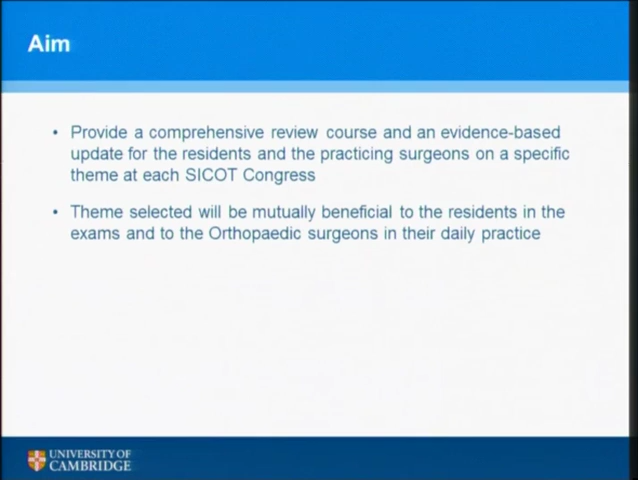 Aim
• Provide a comprehensive review course and an evidence-based
update for the residents and the practicing surgeons on a specific
theme at each SICOT Congress
• Theme selected will be mutually beneficial to the residents in the
exams and to the Orthopaedic surgeons in their daily practice
UNIVERSITY OF
CAMBRIDGE